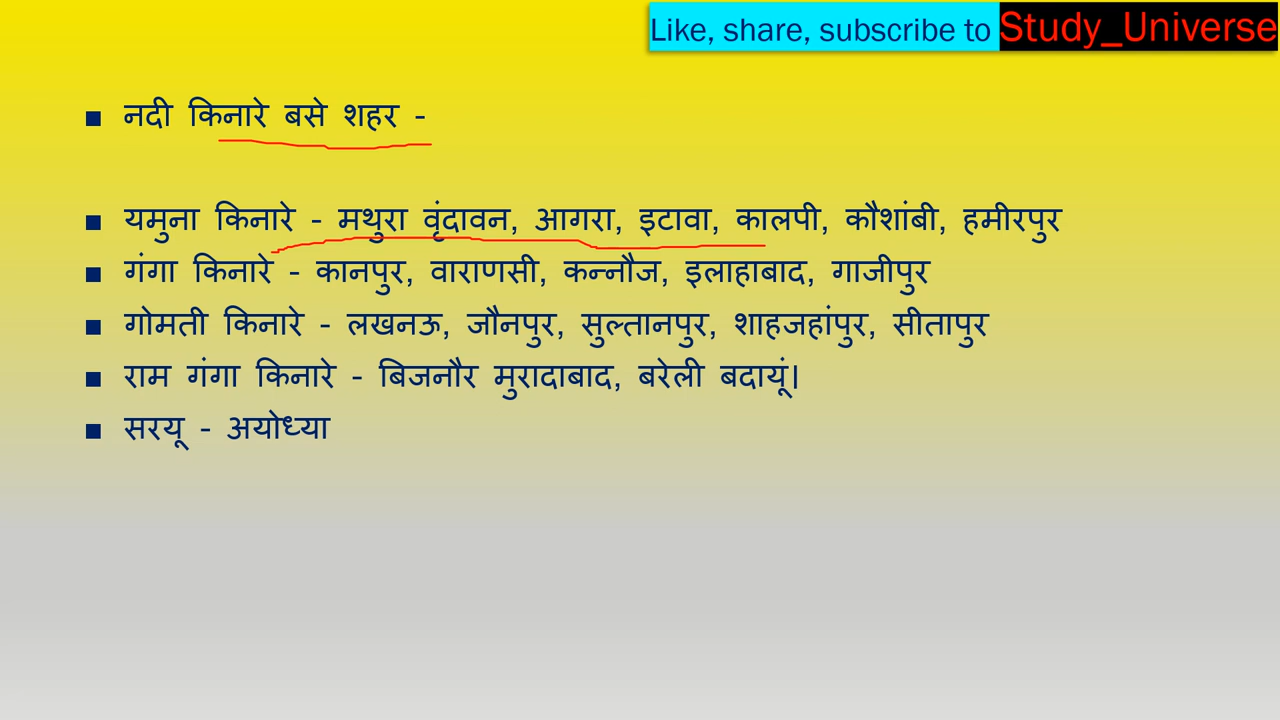 Like, share, subscribe to Study_Universe
▪ नदी किनारे बसे शहर -
▪ यमुना किनारे - मथुरा वृंदावन, आगरा, इटावा, कालपी, कौशांबी, हमीरपुर
▪ गंगा किनारे - कानपुर, वाराणसी, कन्नौज, इलाहाबाद, गाजीपुर
▪ गोमती किनारे - लखनऊ, जौनपुर, सुल्तानपुर, शाहजहांपुर, सीतापुर
▪ राम गंगा किनारे - बिजनौर मुरादाबाद, बरेली बदायूं।
▪ सरयू - अयोध्या